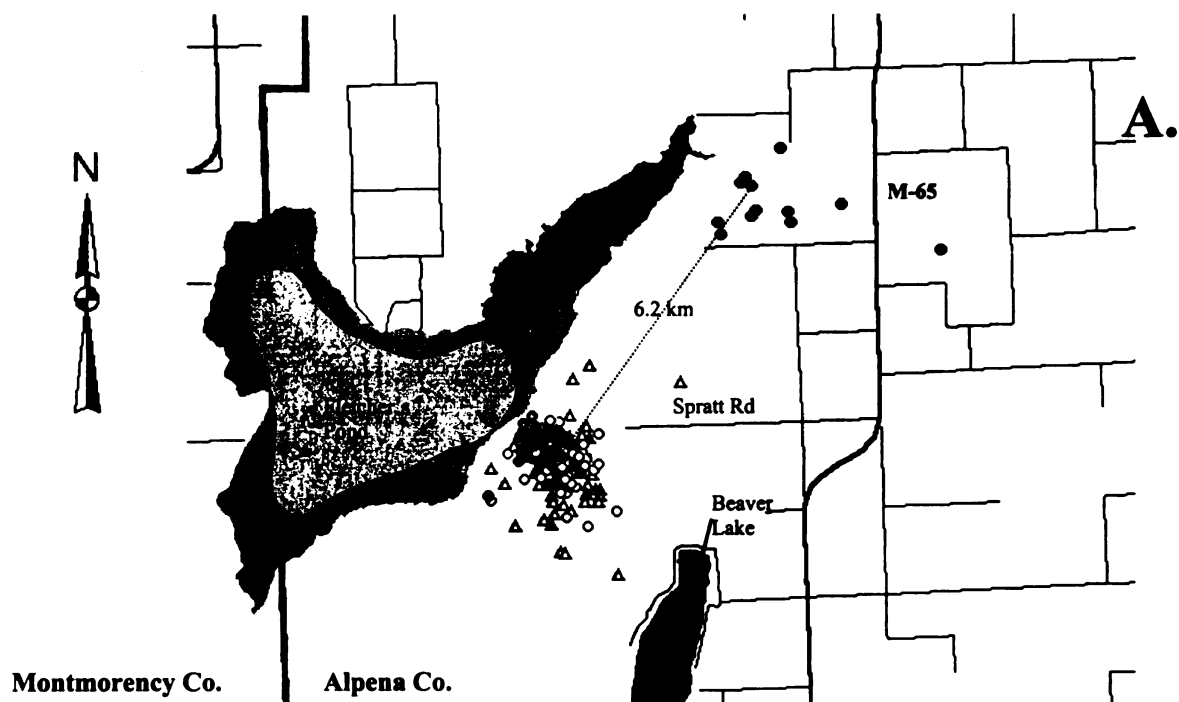 A.
N
M-65
6.2 km
Spratt Rd
Beaver
Lake
Montmorency Co.
Alpena Co.